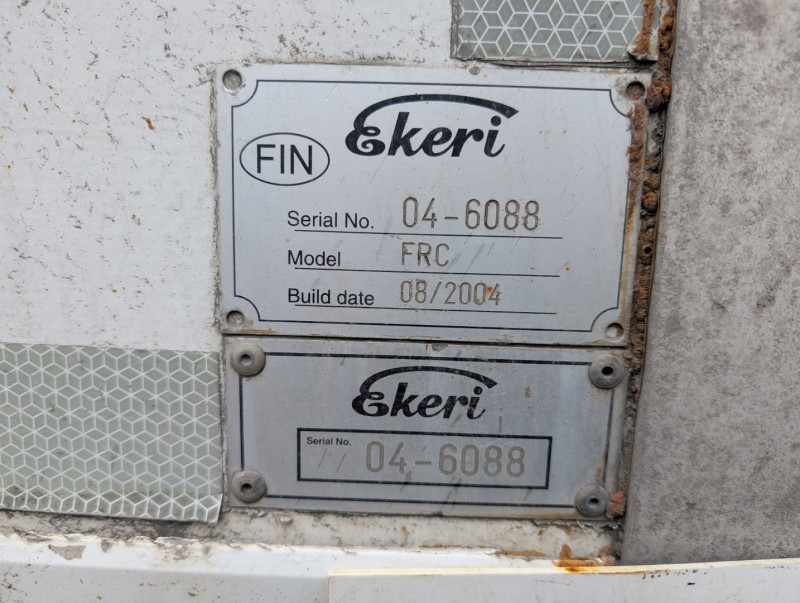 Ekeri
FIN
Serial No. 04-6088
Model FRC
Build date 08/2004
Ekeri
Serial No. 04-6088